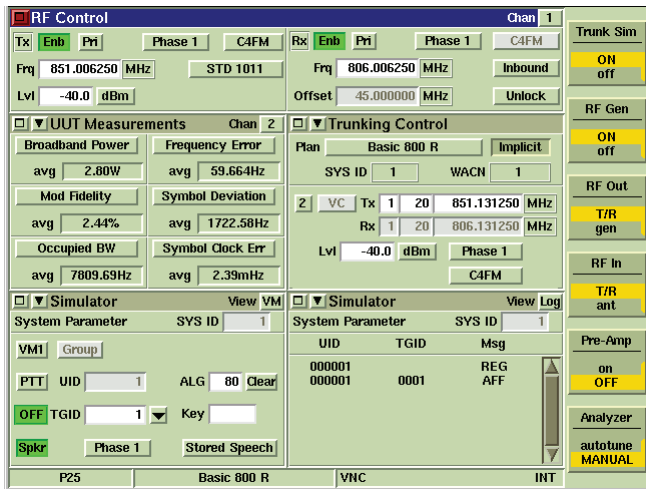 RF Control Chan 1
Tx Enb Pri Phase 1 C4FM
Frq 851.006250 MHz STD 1011
Lvl -40.0 dBm
Rx Enb Pri Phase 1 C4FM
Frq 806.006250 MHz Inbound
Offset 45.000000 MHz Unlock
UUT Measurements Chan 2
Broadband Power Frequency Error
avg 2.80W avg 59.664Hz
Mod Fidelity Symbol Deviation
avg 2.44% avg 1722.58Hz
Occupied BW Symbol Clock Err
avg 7809.69Hz avg 2.39mHz
Trunking Control
Plan Basic 800 R Implicit
SYS ID 1 WACN 1
2 VC Tx 1 20 851.131250 MHz
Rx 1 20 806.131250 MHz
Lvl -40.0 dBm Phase 1
C4FM
Simulator View VM
System Parameter SYS ID 1
VM1 Group
PTT UID 1 ALG 80 Clear
OFF TGID 1 Key
Spkr Phase 1 Stored Speech
Simulator View Log
System Parameter SYS ID 1
UID TGID Msg
000001 REG
000001 0001 AFF
P25 Basic 800 R VNC INT
Trunk Sim
ON
off
RF Gen
ON
off
RF Out
T/R
gen
RF In
T/R
ant
Pre-Amp
on
OFF
Analyzer
autotune
MANUAL